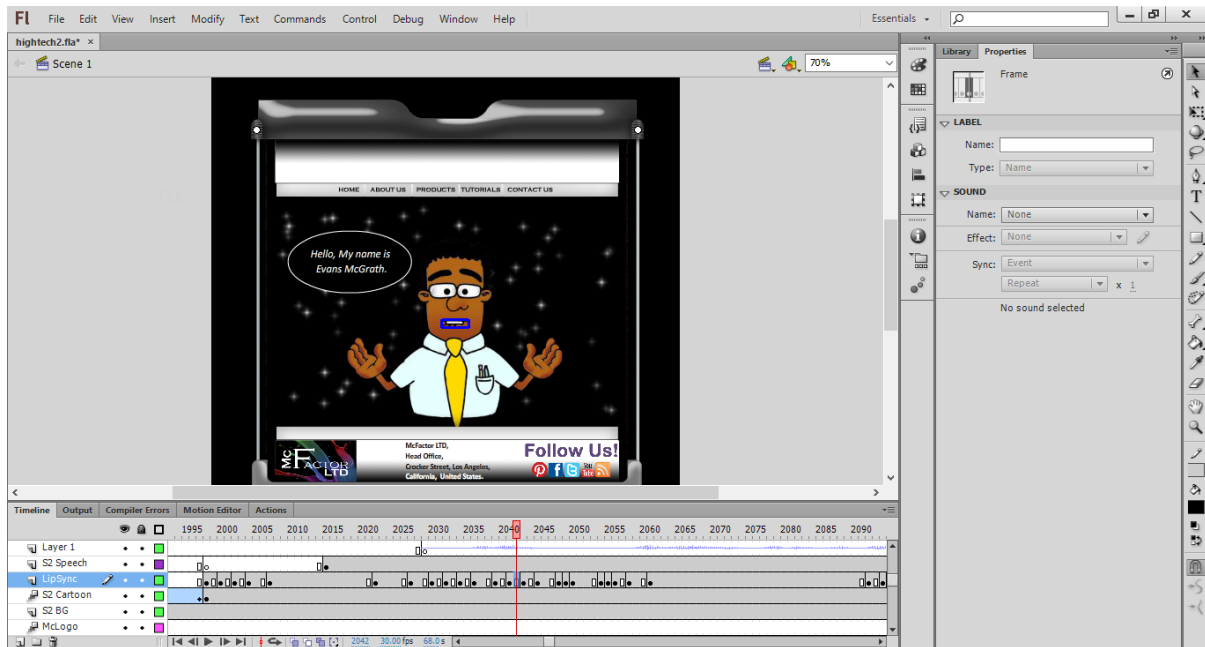 Fl File Edit View Insert Modify Text Commands Control Debug Window Help Essentials
hightech2.fla* ×
Scene 1 70%
Library Properties
Frame
LABEL
Name:
Type: Name
SOUND
Name: None
Effect: None
Sync: Event
Repeat x 1
No sound selected
HOME ABOUT US PRODUCTS TUTORIALS CONTACT US
Hello, My name is
Evans McGrath.
Mc FACTOR LTD
McFactor LTD,
Head Office,
Crocker Street, Los Angeles,
California, United States.
Follow Us!
You Tube
Timeline Output Compiler Errors Motion Editor Actions
1995 2000 2005 2010 2015 2020 2025 2030 2035 2040 2045 2050 2055 2060 2065 2070 2075 2080 2085 2090
Layer 1
S2 Speech
LipSync
S2 Cartoon
S2 BG
McLogo
2042 30.00 fps 68.0 s